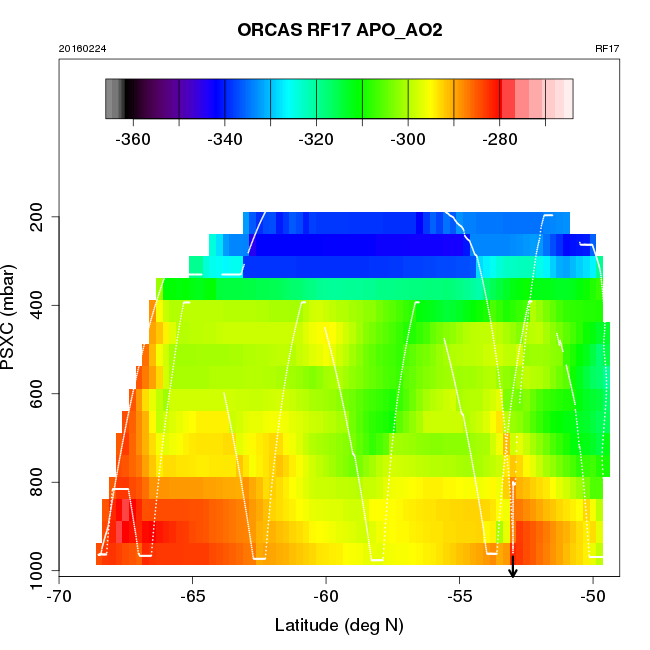 ORCAS RF17 APO_AO2
20160224 RF17
-360 -340 -320 -300 -280
200
400
600
800
1000
PSXC (mbar)
-70 -65 -60 -55 -50
Latitude (deg N)